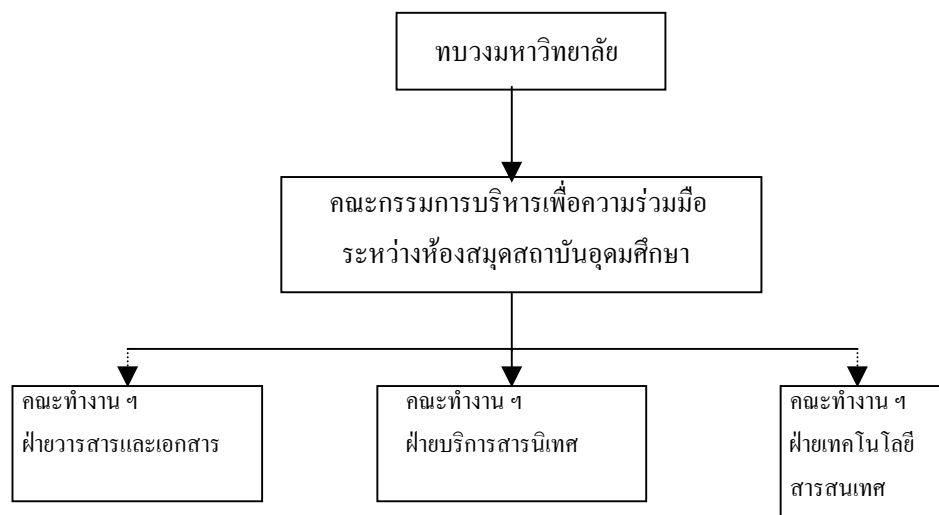 ทบวงมหาวิทยาลัย
คณะกรรมการบริหารเพื่อความร่วมมือ
ระหว่างห้องสมุดสถาบันอุดมศึกษา
คณะทำงาน ฯ
ฝ่ายวารสารและเอกสาร
คณะทำงาน ฯ
ฝ่ายบริการสารนิเทศ
คณะทำงาน ฯ
ฝ่ายเทคโนโลยี
สารสนเทศ